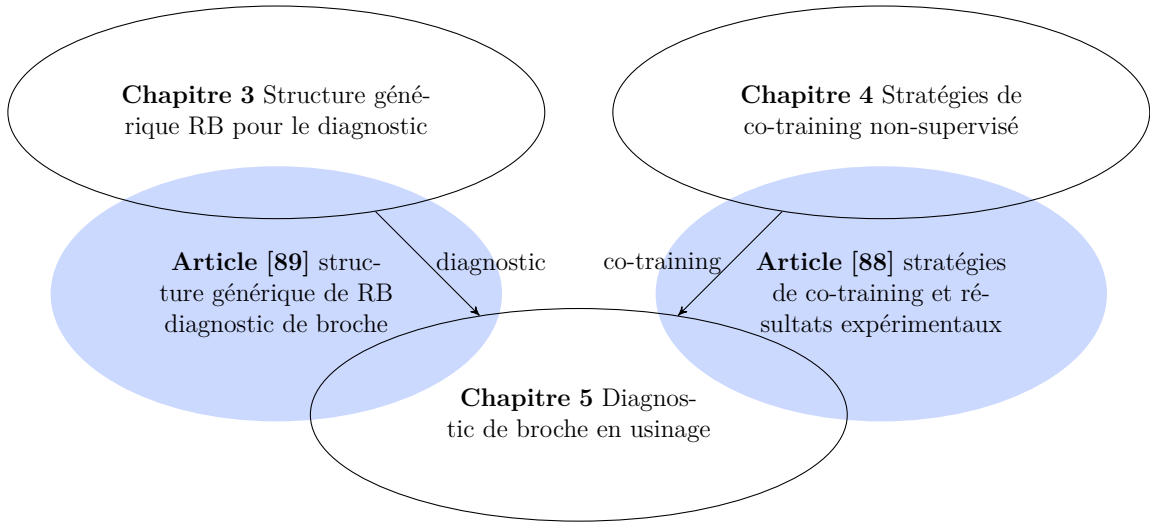 Chapitre 3 Structure géné-
rique RB pour le diagnostic
Chapitre 4 Stratégies de
co-training non-supervisé
Article [89] struc-
ture générique de RB
diagnostic de broche
diagnostic
co-training
Article [88] stratégies
de co-training et ré-
sultats expérimentaux
Chapitre 5 Diagnos-
tic de broche en usinage